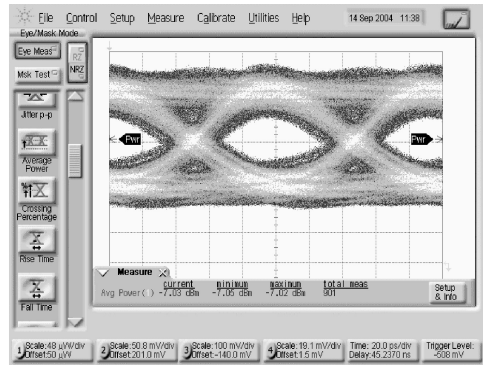 File Control Setup Measure Calibrate Utilities Help 14 Sep 2004 11:38
Eye/Mask Mode
Eye Meas
RZ
NRZ
Msk Test
Jitter p-p
Average Power
Crossing Percentage
Rise Time
Fall Time
Pwr Pwr
Measure
current minimum maximum total meas
Avg Power( ) -7.03 dBm -7.05 dBm -7.02 dBm 901
Setup & Info
1 Scale:48 µW/div 2 Scale:50.8 mV/div 3 Scale:100 mV/div 4 Scale:19.1 mV/div Time: 20.0 ps/div Trigger Level:
Offset:50 µW Offset:201.0 mV Offset:-140.0 mV Offset:1.5 mV Delay:45.2370 ns -508 mV